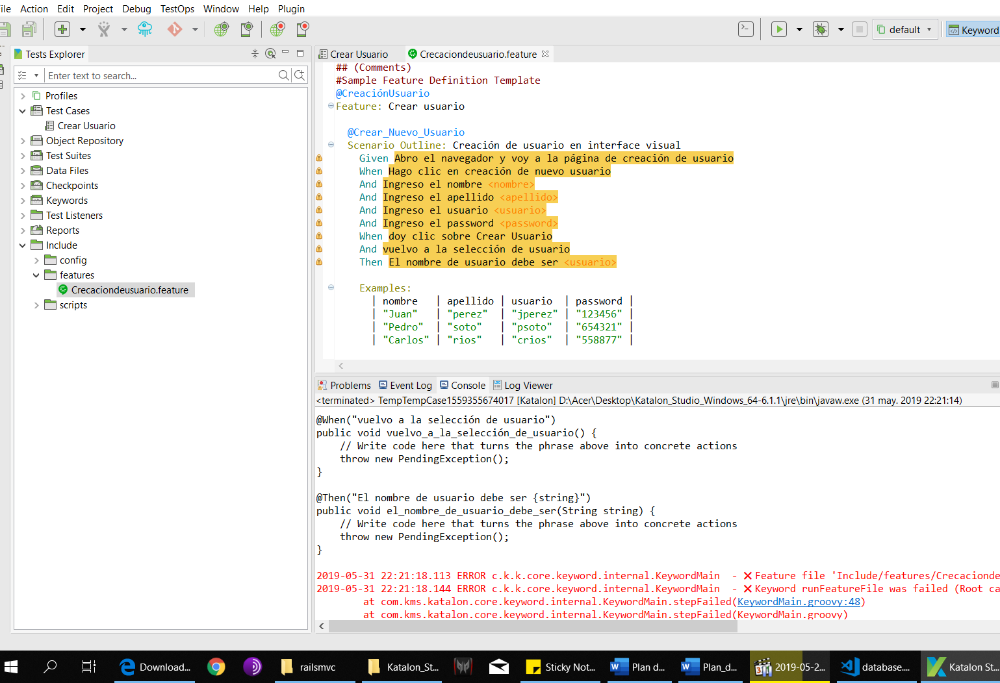 ile Action Edit Project Debug TestOps Window Help Plugin
default
Keyword
Tests Explorer
Enter text to search...
Profiles
Test Cases
Crear Usuario
Object Repository
Test Suites
Data Files
Checkpoints
Keywords
Test Listeners
Reports
Include
config
features
Crecaciondeusuario.feature
scripts
Crear Usuario Crecaciondeusuario.feature
## (Comments)
#Sample Feature Definition Template
@CreaciónUsuario
Feature: Crear usuario
@Crear_Nuevo_Usuario
Scenario Outline: Creación de usuario en interface visual
Given Abro el navegador y voy a la página de creación de usuario
When Hago clic en creación de nuevo usuario
And Ingreso el nombre <nombre>
And Ingreso el apellido <apellido>
And Ingreso el usuario <usuario>
And Ingreso el password <password>
When doy clic sobre Crear Usuario
And vuelvo a la selección de usuario
Then El nombre de usuario debe ser <usuario>
Examples:
| nombre | apellido | usuario | password |
| "Juan" | "perez" | "jperez" | "123456" |
| "Pedro" | "soto" | "psoto" | "654321" |
| "Carlos" | "rios" | "crios" | "558877" |
Problems Event Log Console Log Viewer
<terminated> TempTempCase1559355674017 [Katalon] D:\Acer\Desktop\Katalon_Studio_Windows_64-6.1.1\jre\bin\javaw.exe (31 may. 2019 22:21:14)
@When("vuelvo a la selección de usuario")
public void vuelvo_a_la_selección_de_usuario() {
// Write code here that turns the phrase above into concrete actions
throw new PendingException();
}
@Then("El nombre de usuario debe ser {string}")
public void el_nombre_de_usuario_debe_ser(String string) {
// Write code here that turns the phrase above into concrete actions
throw new PendingException();
}
2019-05-31 22:21:18.113 ERROR c.k.k.core.keyword.internal.KeywordMain - ❌ Feature file 'Include/features/Crecacionde
2019-05-31 22:21:18.144 ERROR c.k.k.core.keyword.internal.KeywordMain - ❌ Keyword runFeatureFile was failed (Root ca
at com.kms.katalon.core.keyword.internal.KeywordMain.stepFailed(KeywordMain.groovy:48)
at com.kms.katalon.core.keyword.internal.KeywordMain.stepFailed(KeywordMain.groovy)
Download... railsmvc Katalon_St... Sticky Not... Plan d... Plan_d... 2019-05-2... database.... Katalon St...